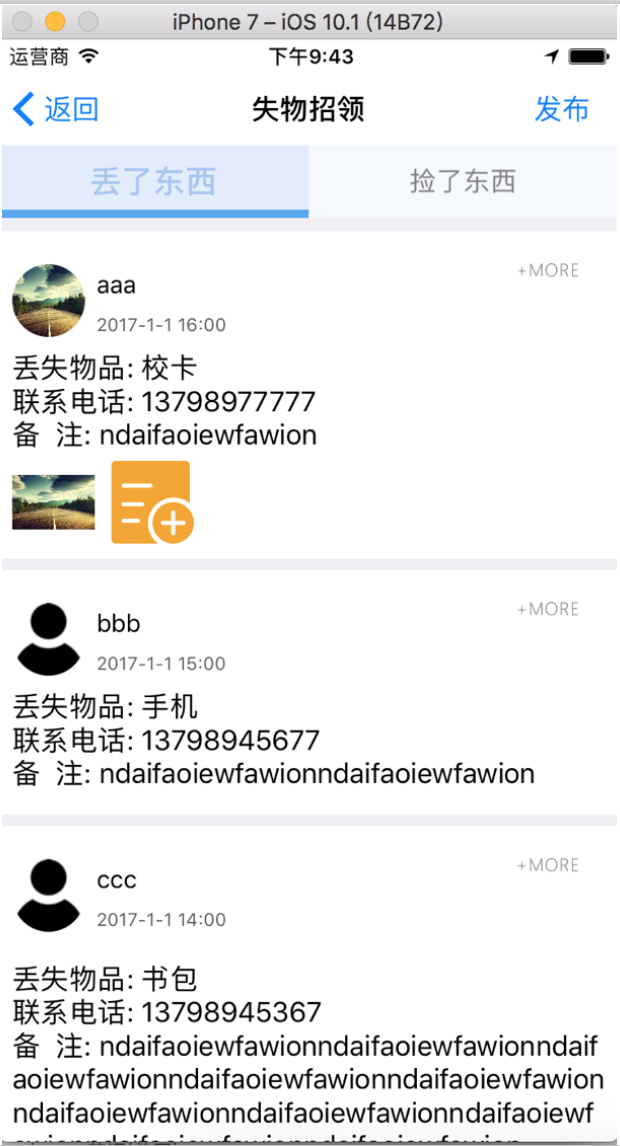 iPhone 7 – iOS 10.1 (14B72)
运营商 下午9:43
返回 失物招领 发布
丢了东西 捡了东西
aaa +MORE
2017-1-1 16:00
丢失物品: 校卡
联系电话: 13798977777
备 注: ndaifaoiewfawion
bbb +MORE
2017-1-1 15:00
丢失物品: 手机
联系电话: 13798945677
备 注: ndaifaoiewfawionndaifaoiewfawion
ccc +MORE
2017-1-1 14:00
丢失物品: 书包
联系电话: 13798945367
备 注: ndaifaoiewfawionndaifaoiewfawionndaif
aoiewfawionndaifaoiewfawionndaifaoiewfawion
ndaifaoiewfawionndaifaoiewfawionndaifaoiewf